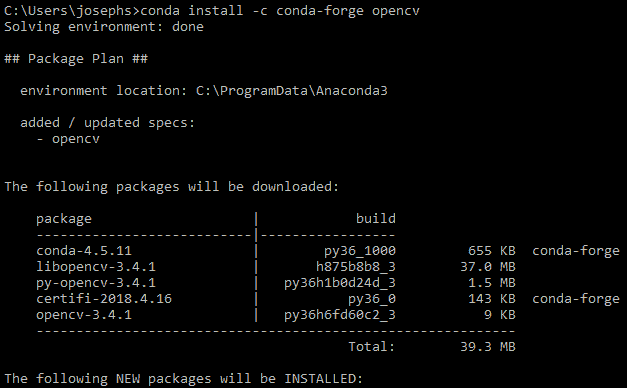 C:\Users\josephs>conda install -c conda-forge opencv
Solving environment: done
## Package Plan ##
environment location: C:\ProgramData\Anaconda3
added / updated specs:
- opencv
The following packages will be downloaded:
package | build
---------------------------|-----------------
conda-4.5.11 | py36_1000 655 KB conda-forge
libopencv-3.4.1 | h875b8b8_3 37.0 MB
py-opencv-3.4.1 | py36h1b0d24d_3 1.5 MB
certifi-2018.4.16 | py36_0 143 KB conda-forge
opencv-3.4.1 | py36h6fd60c2_3 9 KB
------------------------------------------------------------
Total: 39.3 MB
The following NEW packages will be INSTALLED: